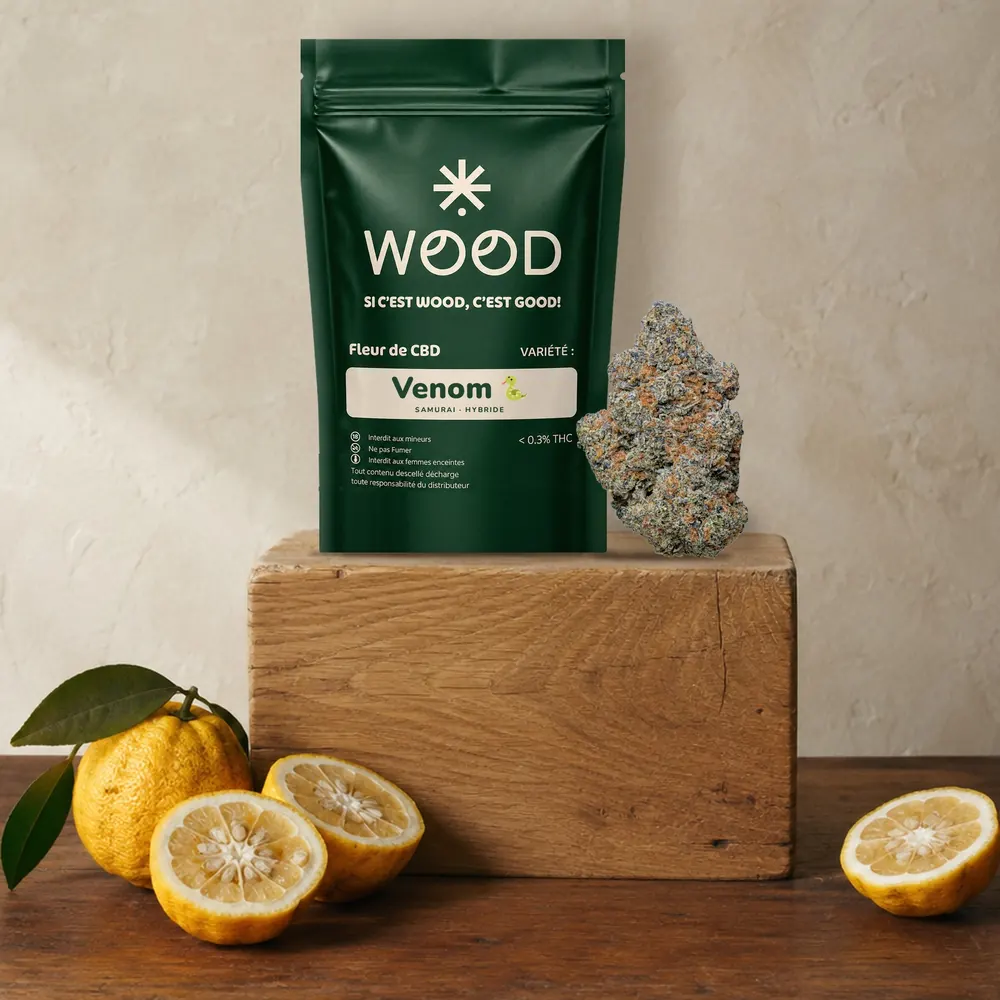 WOOD
SI C'EST WOOD, C'EST GOOD!
Fleur de CBD
VARIÉTÉ :
Venom
SAMURAI - HYBRIDE
18 Interdit aux mineurs
< 0.3% THC
Ne pas Fumer
Interdit aux femmes enceintes
Tout contenu descellé décharge
toute responsabilité du distributeur